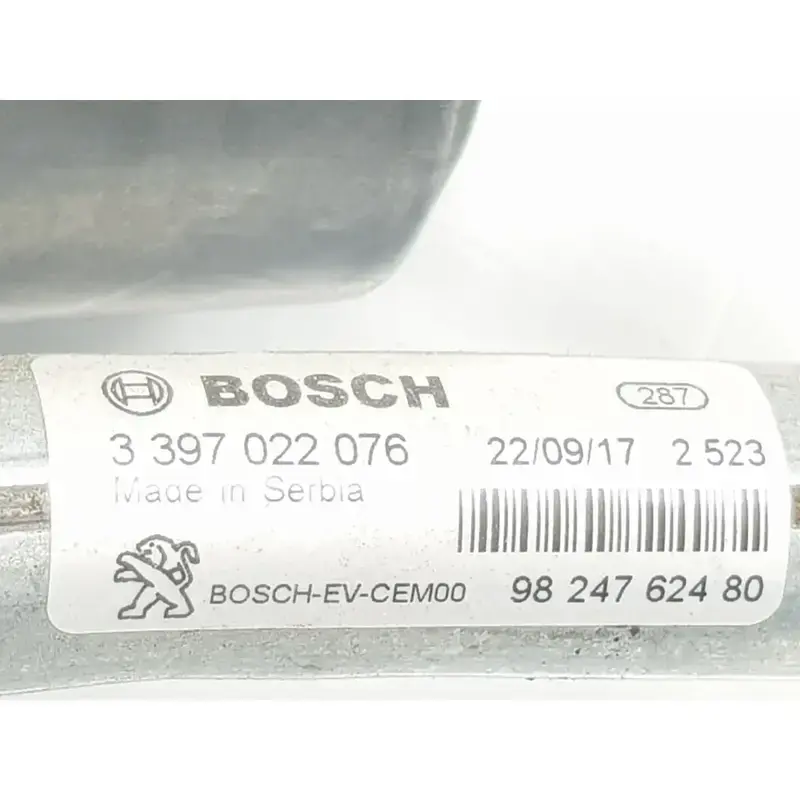 BOSCH 287
3 397 022 076 22/09/17 2 523
Made in Serbia
BOSCH-EV-CEM00 98 247 624 80